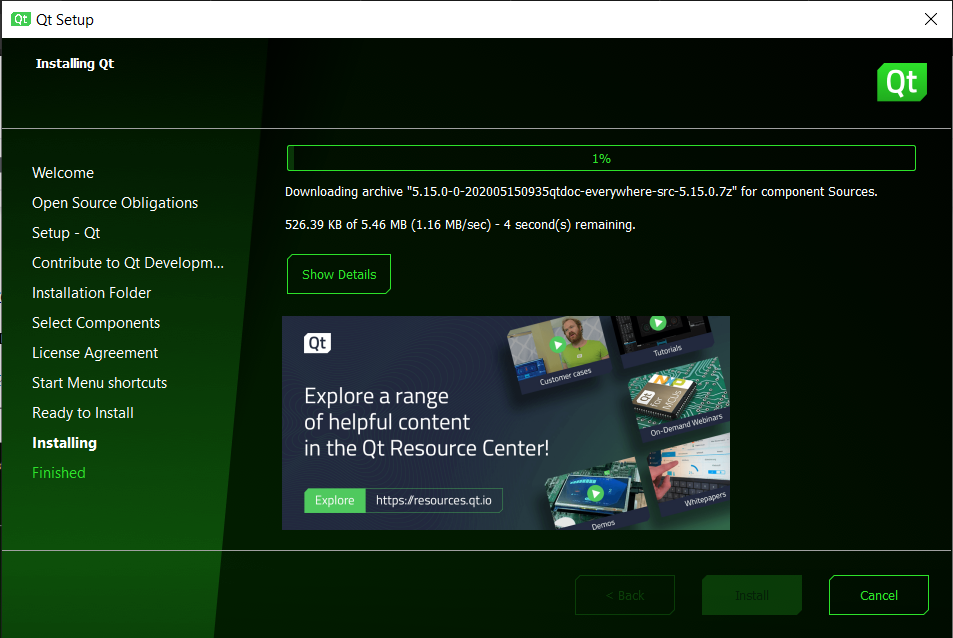 Qt Qt Setup
Installing Qt
Qt
Welcome
Open Source Obligations
Setup - Qt
Contribute to Qt Developm...
Installation Folder
Select Components
License Agreement
Start Menu shortcuts
Ready to Install
Installing
Finished
1%
Downloading archive "5.15.0-0-202005150935qtdoc-everywhere-src-5.15.0.7z" for component Sources.
526.39 KB of 5.46 MB (1.16 MB/sec) - 4 second(s) remaining.
Show Details
Qt
Explore a range
of helpful content
in the Qt Resource Center!
Explore https://resources.qt.io
Customer cases
Tutorials
Qt
for
MCUs
On-Demand Webinars
Whitepapers
Demos
< Back
Install
Cancel